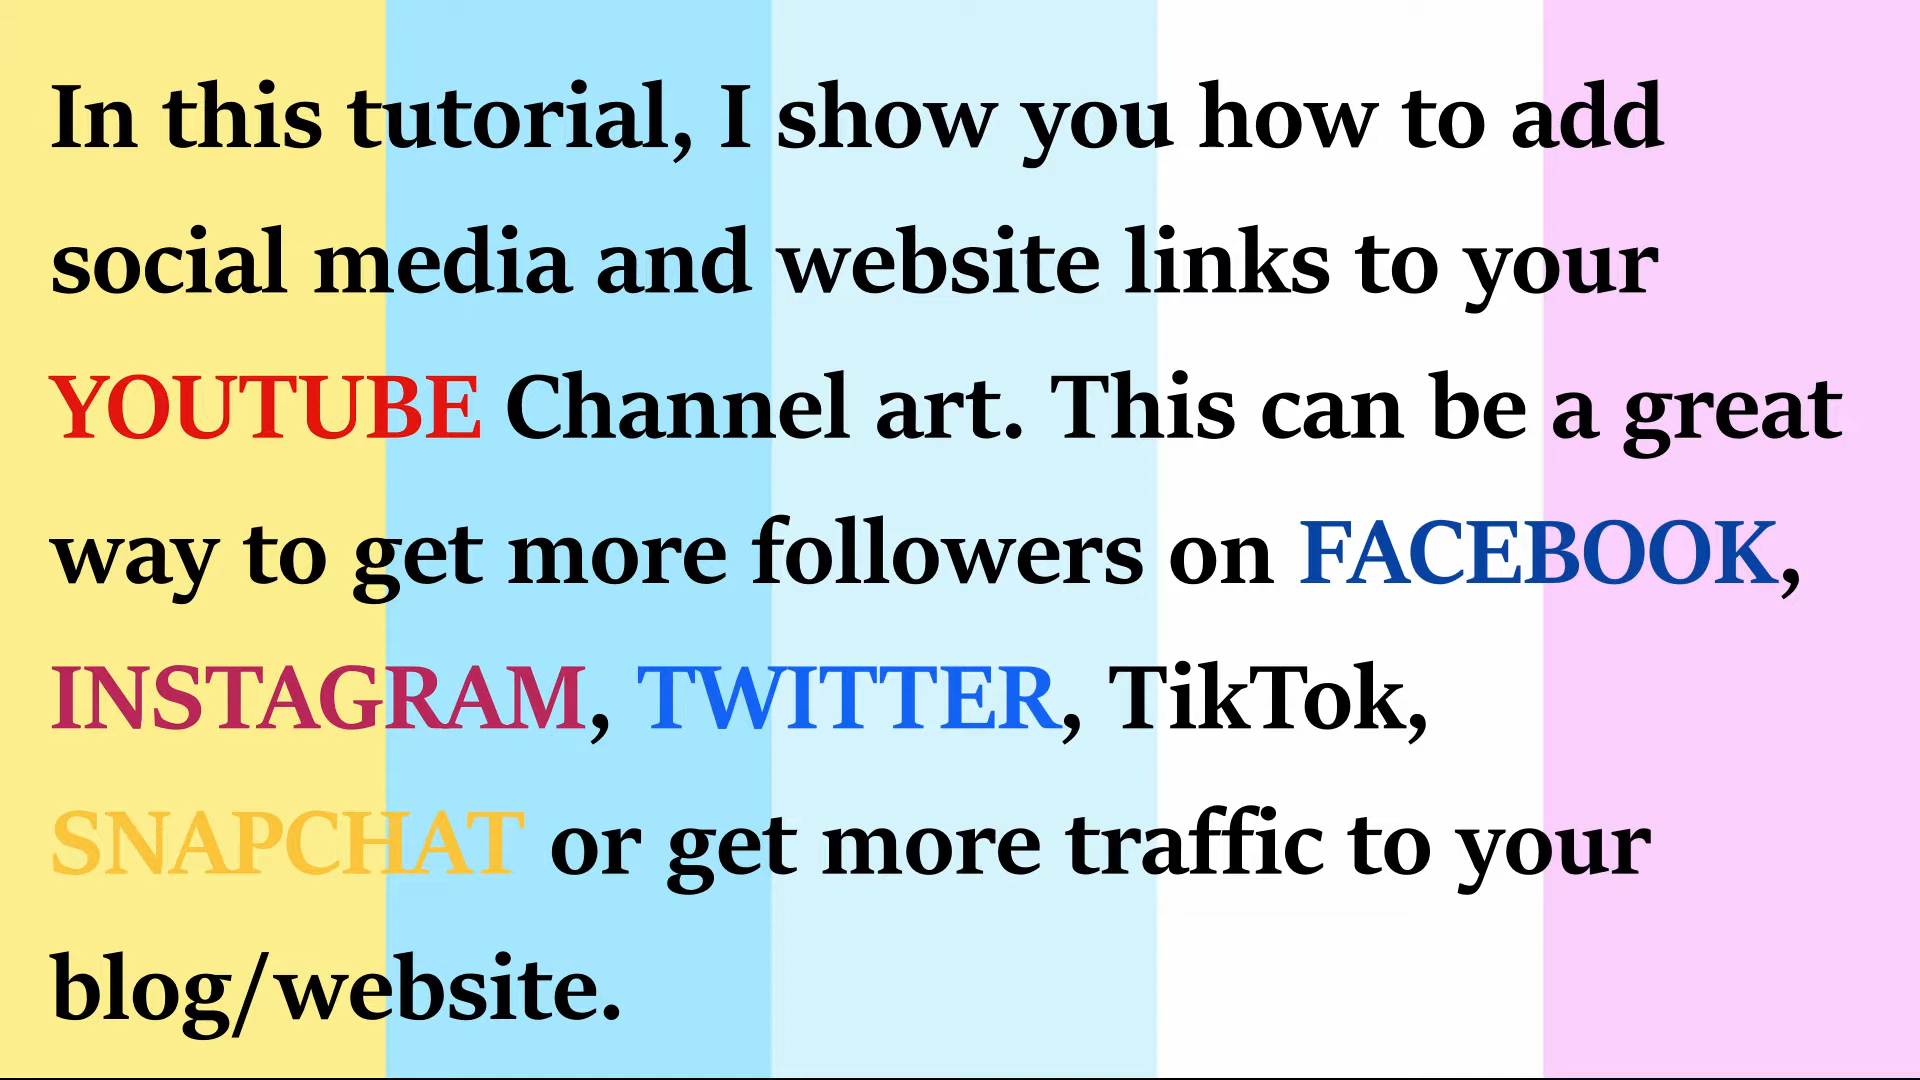 In this tutorial, I show you how to add
social media and website links to your
YOUTUBE Channel art. This can be a great
way to get more followers on FACEBOOK,
INSTAGRAM, TWITTER, TikTok,
SNAPCHAT or get more traffic to your
blog/website.